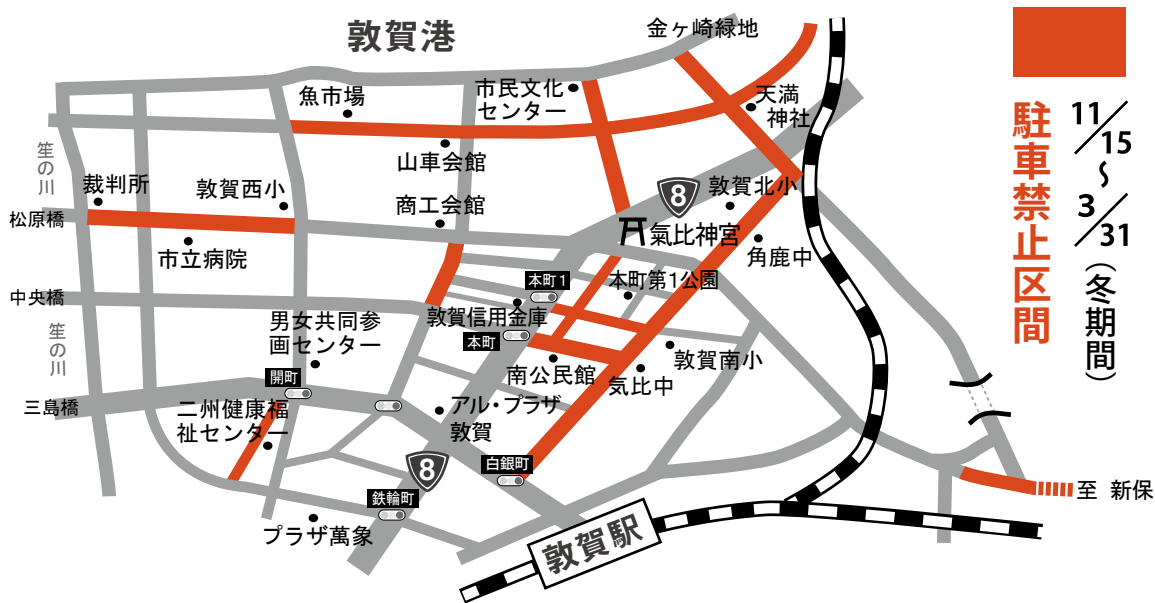 敦賀港
金ヶ崎緑地
市民文化
センター
魚市場
天満
神社
山車会館
笙の川
裁判所
敦賀西小
商工会館
8
敦賀北小
松原橋
氣比神宮
市立病院
角鹿中
本町1
本町第1公園
中央橋
敦賀信用金庫
男女共同参
画センター
本町
笙の川
敦賀南小
南公民館
気比中
開町
三島橋
二州健康福
祉センター
アル・プラザ
敦賀
8
白銀町
鉄輪町
至 新保
プラザ萬象
敦賀駅
駐車禁止区間
11/15
~
3/31
(冬期間)